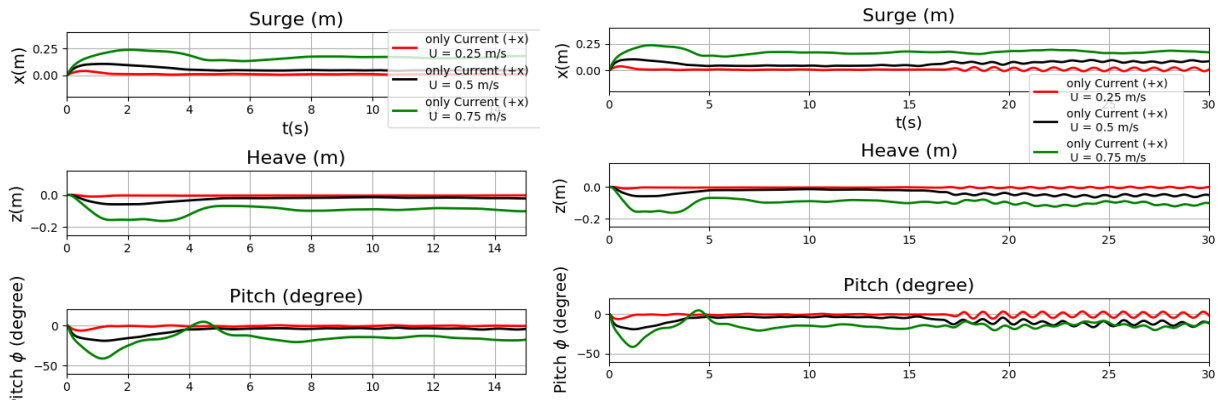 Surge (m)
x(m)
0.25
0.00
0 2 4 6 8 10 12 14
t(s)
only Current (+x)
U = 0.25 m/s
only Current (+x)
U = 0.5 m/s
only Current (+x)
U = 0.75 m/s
Heave (m)
z(m)
0.0
−0.2
0 2 4 6 8 10 12 14
Pitch (degree)
Pitch ϕ (degree)
0
−50
0 2 4 6 8 10 12 14
Surge (m)
x(m)
0.25
0.00
0 5 10 15 20 25 30
t(s)
only Current (+x)
U = 0.25 m/s
only Current (+x)
U = 0.5 m/s
only Current (+x)
U = 0.75 m/s
Heave (m)
z(m)
0.0
−0.2
0 5 10 15 20 25 30
Pitch (degree)
Pitch ϕ (degree)
0
−50
0 5 10 15 20 25 30